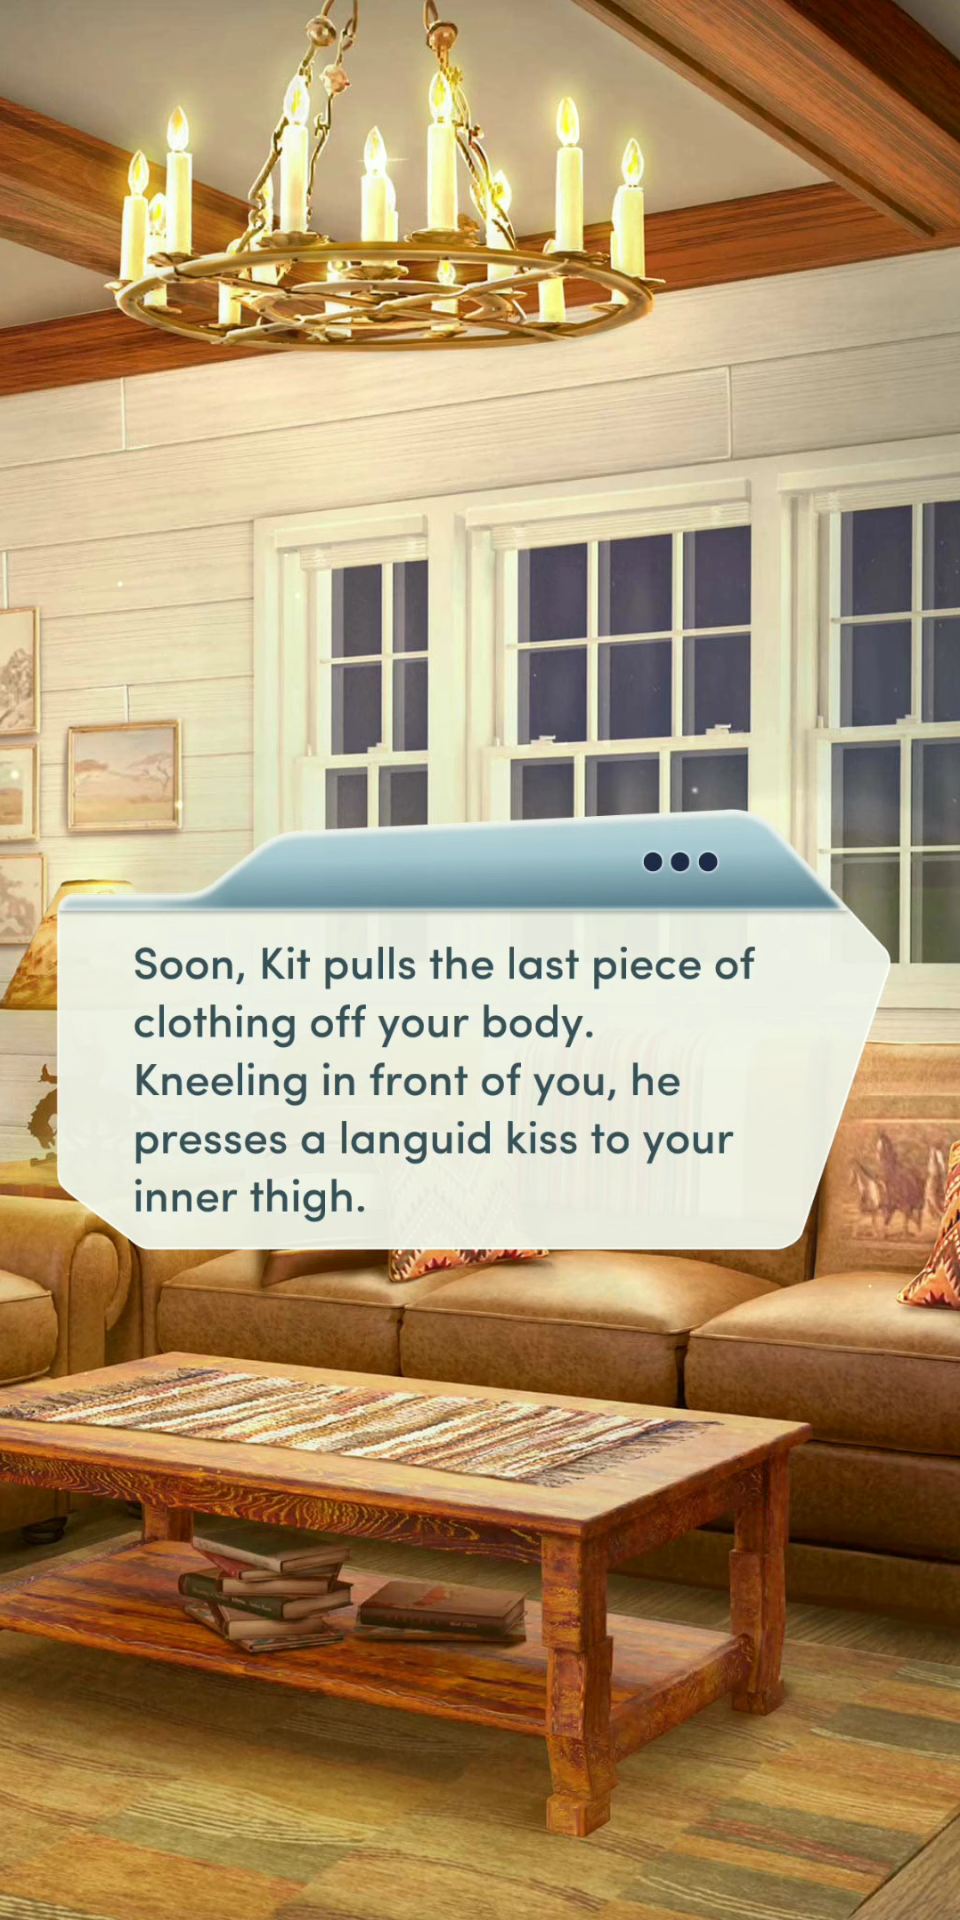 Soon, Kit pulls the last piece of
clothing off your body.
Kneeling in front of you, he
presses a languid kiss to your
inner thigh.